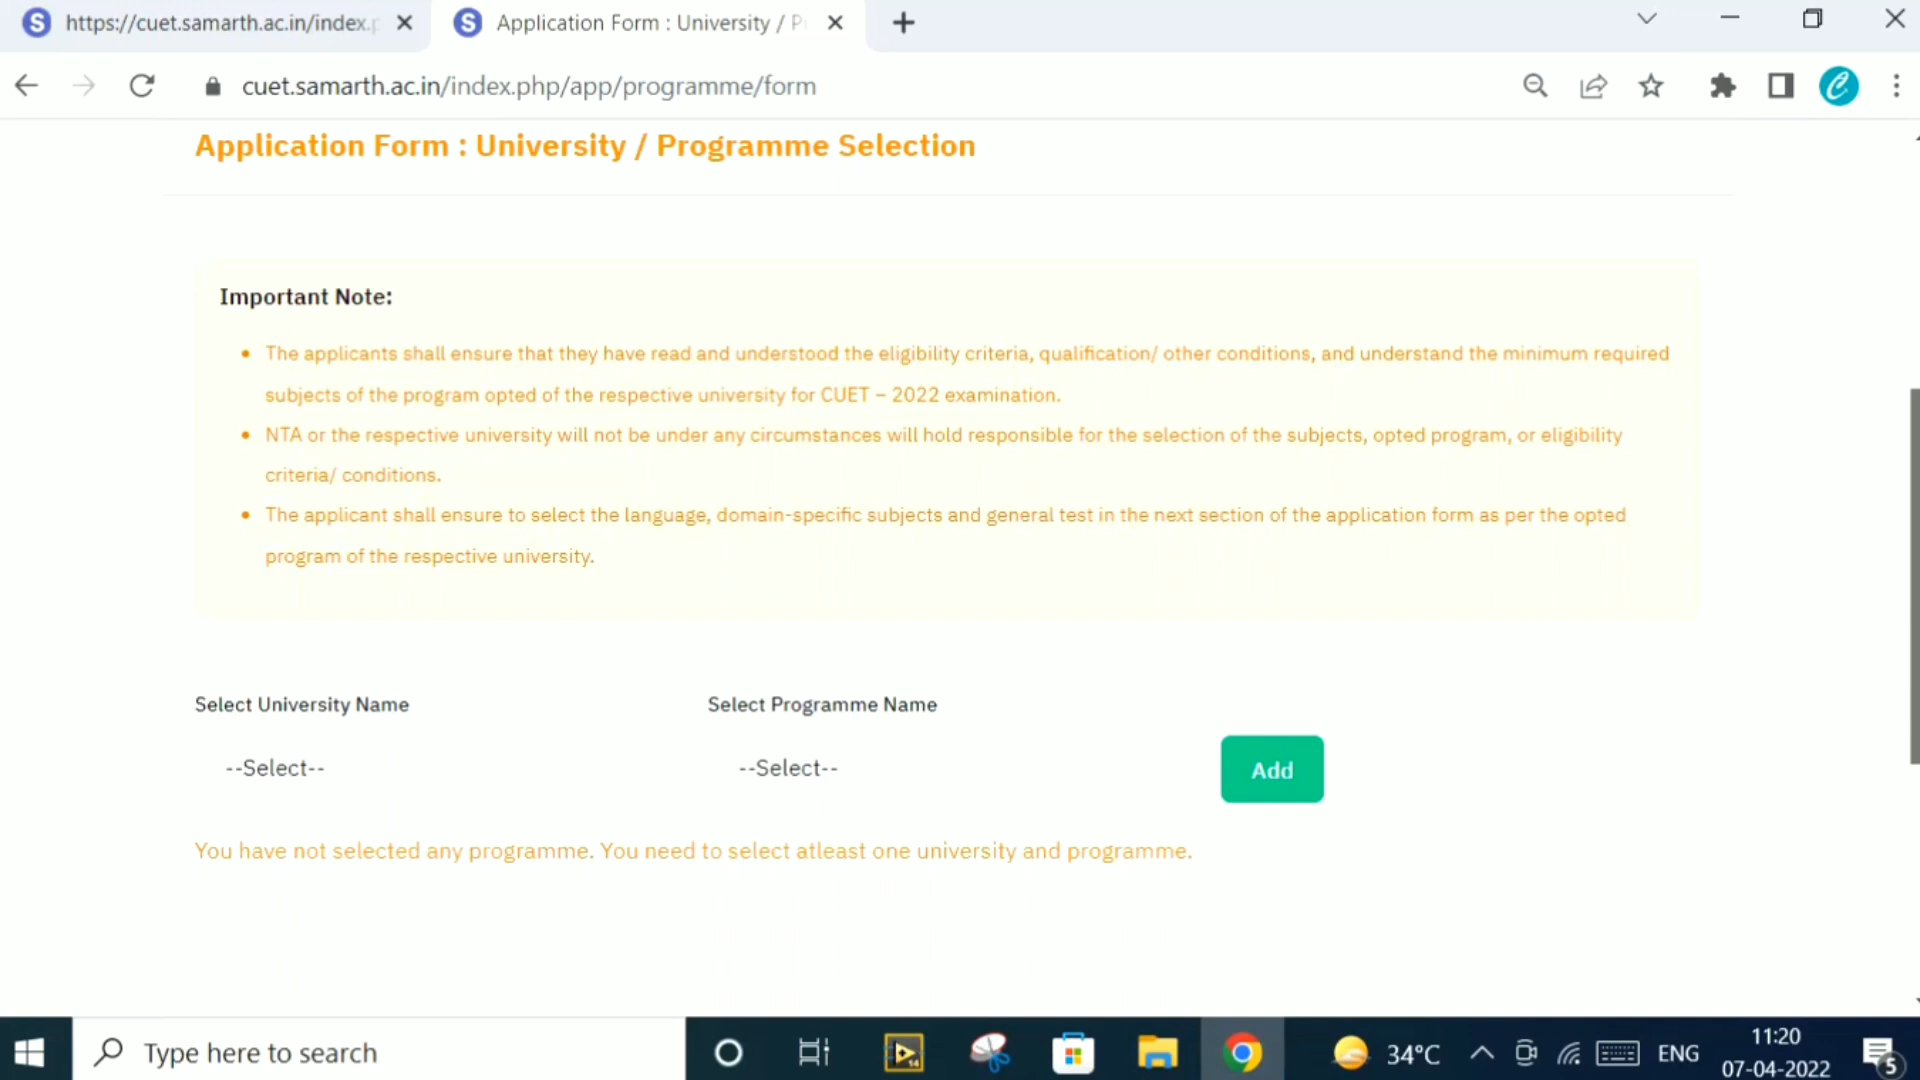 https://cuet.samarth.ac.in/index.p
Application Form : University / P
cuet.samarth.ac.in/index.php/app/programme/form
Application Form : University / Programme Selection
Important Note:
The applicants shall ensure that they have read and understood the eligibility criteria, qualification/ other conditions, and understand the minimum required
subjects of the program opted of the respective university for CUET – 2022 examination.
NTA or the respective university will not be under any circumstances will hold responsible for the selection of the subjects, opted program, or eligibility
criteria/ conditions.
The applicant shall ensure to select the language, domain-specific subjects and general test in the next section of the application form as per the opted
program of the respective university.
Select University Name Select Programme Name
--Select-- --Select-- Add
You have not selected any programme. You need to select atleast one university and programme.
Type here to search 34°C ENG 11:20
07-04-2022 5